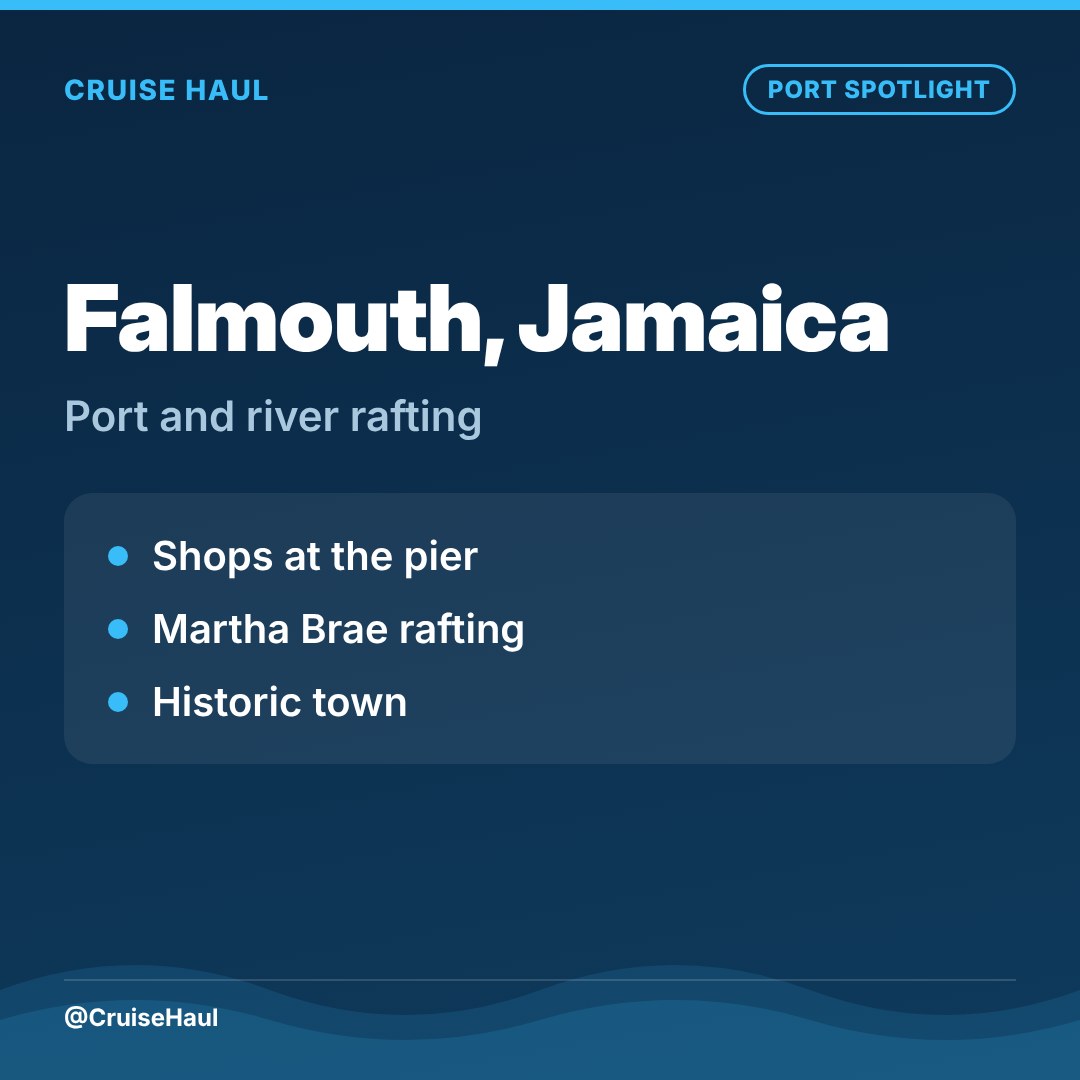 CRUISE HAUL
PORT SPOTLIGHT
Falmouth, Jamaica
Port and river rafting
Shops at the pier
Martha Brae rafting
Historic town
@CruiseHaul